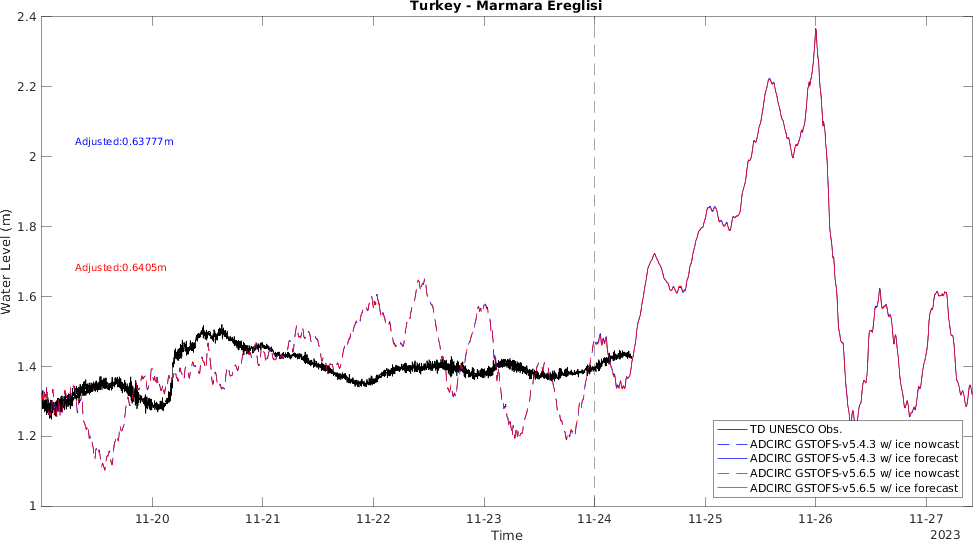 Turkey - Marmara Ereglisi
2.4
2.2
2
1.8
1.6
1.4
1.2
1
Water Level (m)
Adjusted:0.63777m
Adjusted:0.6405m
TD UNESCO Obs.
ADCIRC GSTOFS-v5.4.3 w/ ice nowcast
ADCIRC GSTOFS-v5.4.3 w/ ice forecast
ADCIRC GSTOFS-v5.6.5 w/ ice nowcast
ADCIRC GSTOFS-v5.6.5 w/ ice forecast
11-20 11-21 11-22 11-23 11-24 11-25 11-26 11-27
Time
2023